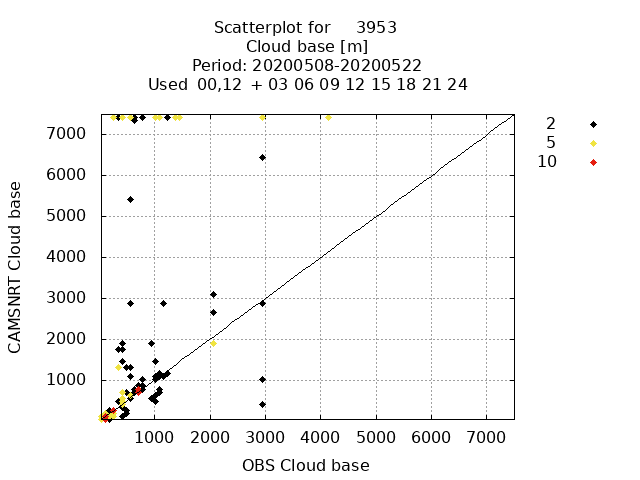 Scatterplot for 3953
Cloud base [m]
Period: 20200508-20200522
Used 00,12 + 03 06 09 12 15 18 21 24
2
5
10
7000
6000
5000
4000
3000
2000
1000
CAMSNRT Cloud base
1000 2000 3000 4000 5000 6000 7000
OBS Cloud base